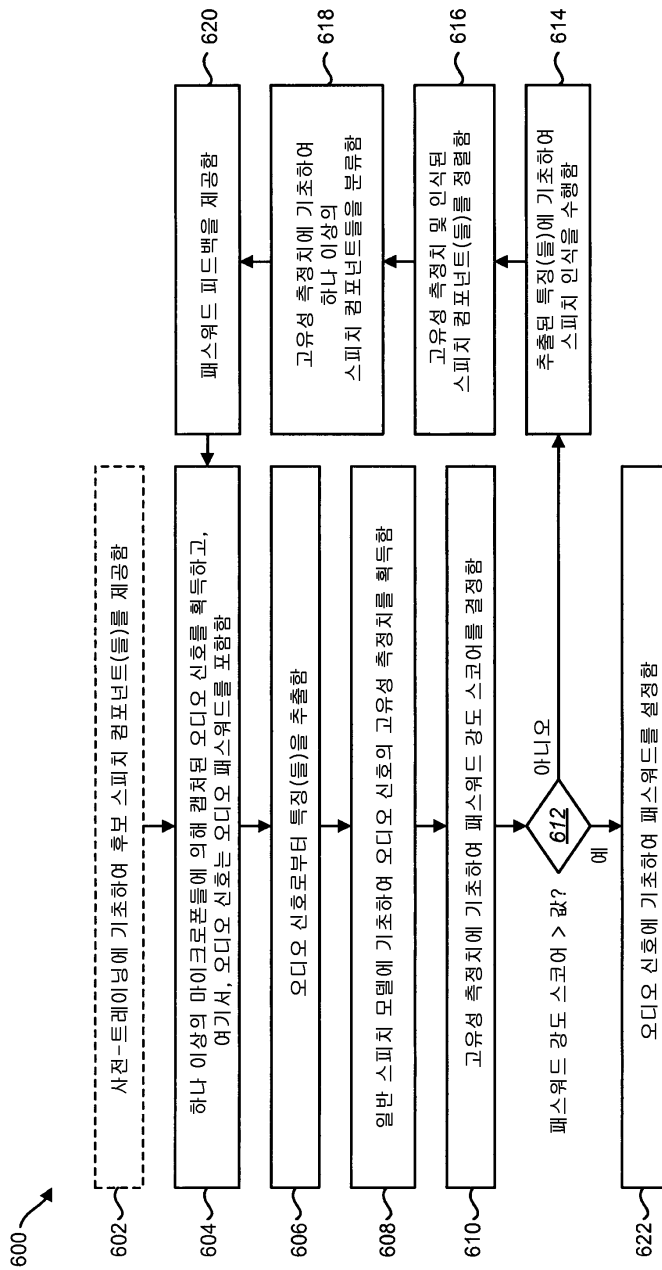 600
602
사전-트레이닝에 기초하여 후보 스피치 컴포넌트(들)를 제공함
604
하나 이상의 마이크로폰들에 의해 캡처된 오디오 신호를 획득하고,
여기서, 오디오 신호는 오디오 패스워드를 포함함
606
오디오 신호로부터 특징(들)을 추출함
608
일반 스피치 모델에 기초하여 오디오 신호의 고유성 측정치를 획득함
610
고유성 측정치에 기초하여 패스워드 강도 스코어를 결정함
패스워드 강도 스코어 > 값?
612
아니오
예
622
오디오 신호에 기초하여 패스워드를 설정함
620
패스워드 피드백을 제공함
618
고유성 측정치에 기초하여
하나 이상의
스피치 컴포넌트들을 분류함
616
고유성 측정치 및 인식된
스피치 컴포넌트(들)를 정렬함
614
추출된 특징(들)에 기초하여
스피치 인식을 수행함